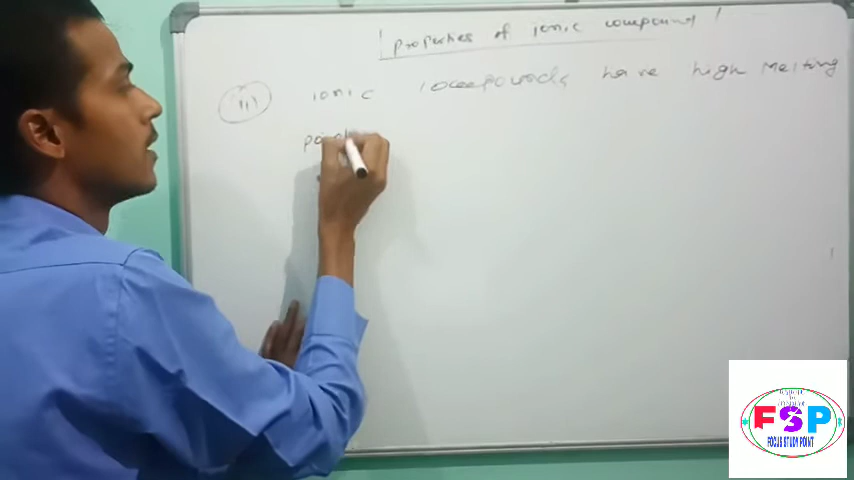 Properties of ionic compound
(iii) ionic compounds have high melting
poi
FSP
FOCUS STUDY POINT